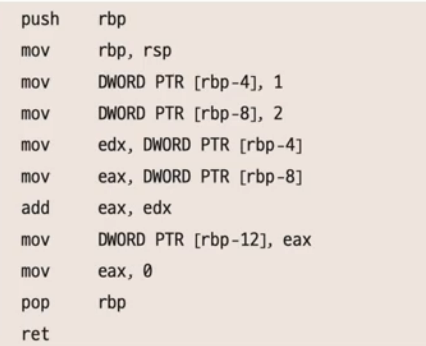 push rbp
mov rbp, rsp
mov DWORD PTR [rbp-4], 1
mov DWORD PTR [rbp-8], 2
mov edx, DWORD PTR [rbp-4]
mov eax, DWORD PTR [rbp-8]
add eax, edx
mov DWORD PTR [rbp-12], eax
mov eax, 0
pop rbp
ret